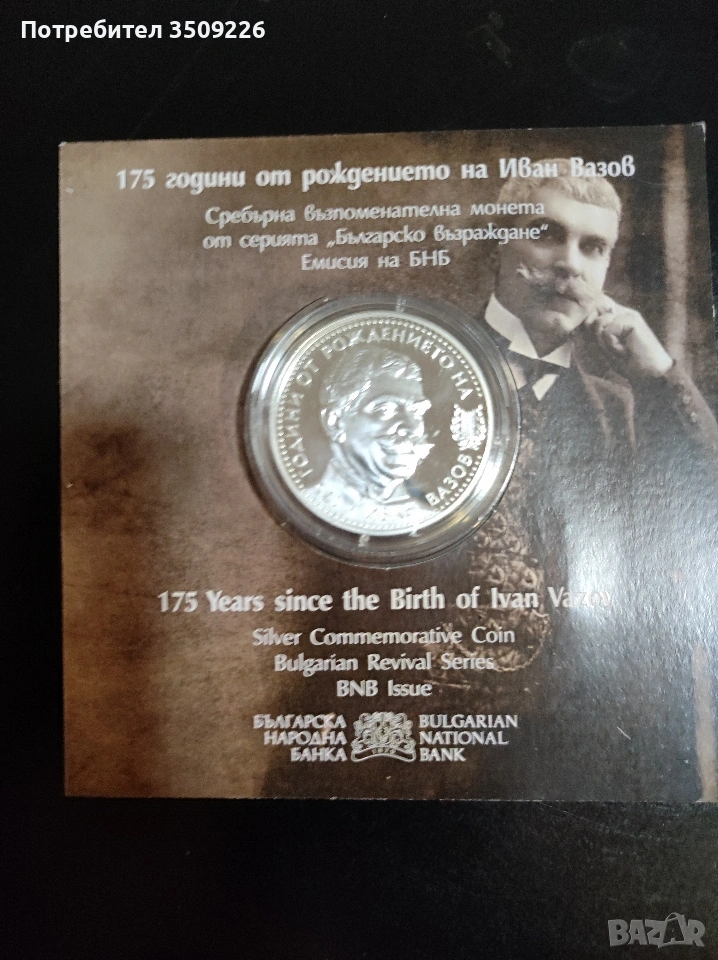 Потребител 3509226
175 години от рождението на Иван Вазов
Сребърна възпоменателна монета
от серията „Българско възраждане“
Емисия на БНБ
ГОДИНИ ОТ РОЖДЕНИЕТО НА
ВАЗОВ
175 Years since the Birth of Ivan Vazov
Silver Commemorative Coin
Bulgarian Revival Series
BNB Issue
БЪЛГАРСКА
НАРОДНА
БАНКА
1879
BULGARIAN
NATIONAL
BANK
BAZAR